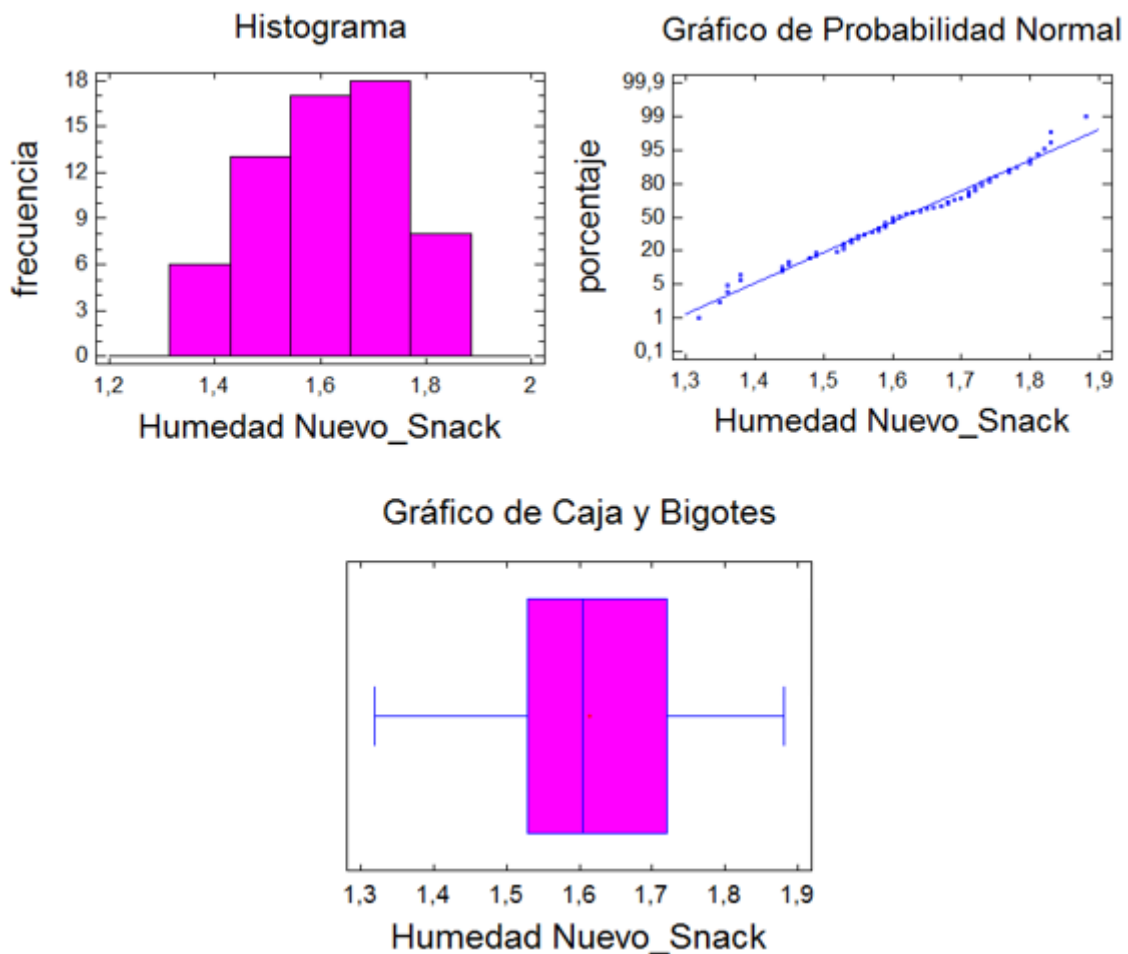 Histograma
frecuencia
18
15
12
9
6
3
0
1,2 1,4 1,6 1,8 2
Humedad Nuevo_Snack
Gráfico de Probabilidad Normal
porcentaje
99,9
99
95
80
50
20
5
1
0,1
1,3 1,4 1,5 1,6 1,7 1,8 1,9
Humedad Nuevo_Snack
Gráfico de Caja y Bigotes
1,3 1,4 1,5 1,6 1,7 1,8 1,9
Humedad Nuevo_Snack